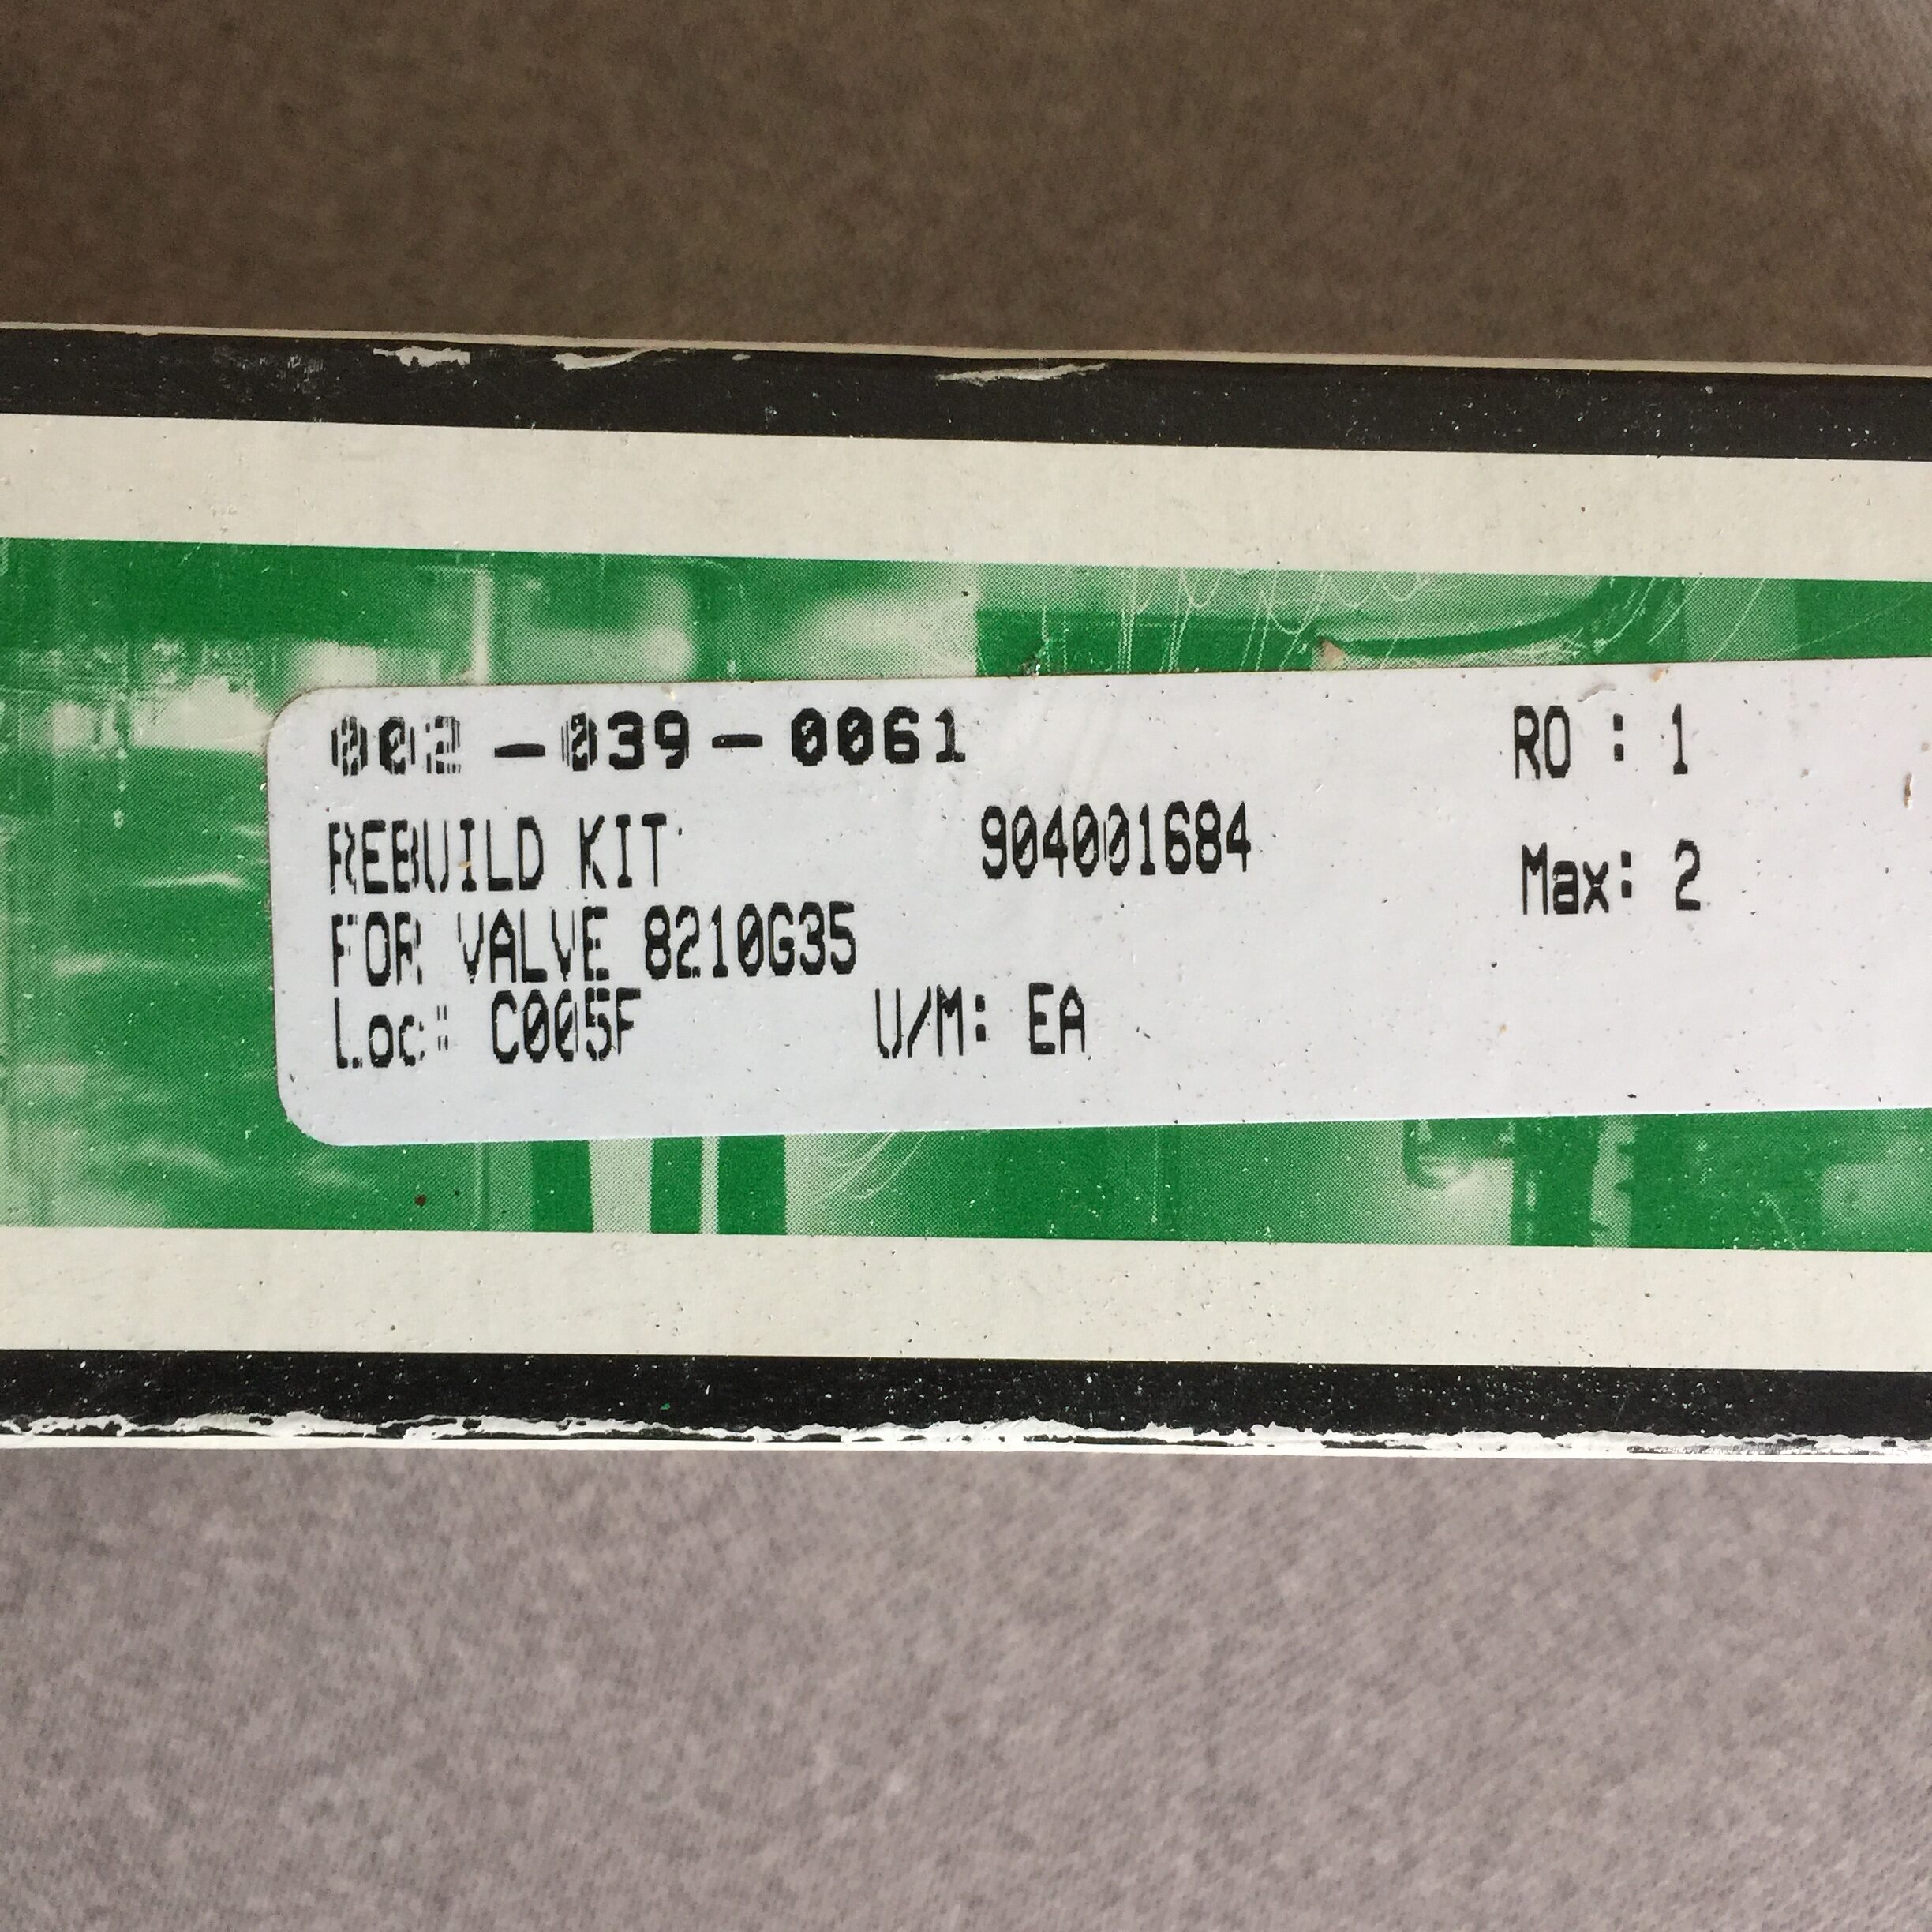 002-039-0061 RO : 1
REBUILD KIT 904001684
Max: 2
FOR VALVE 8210G35
Loc: C005F U/M: EA